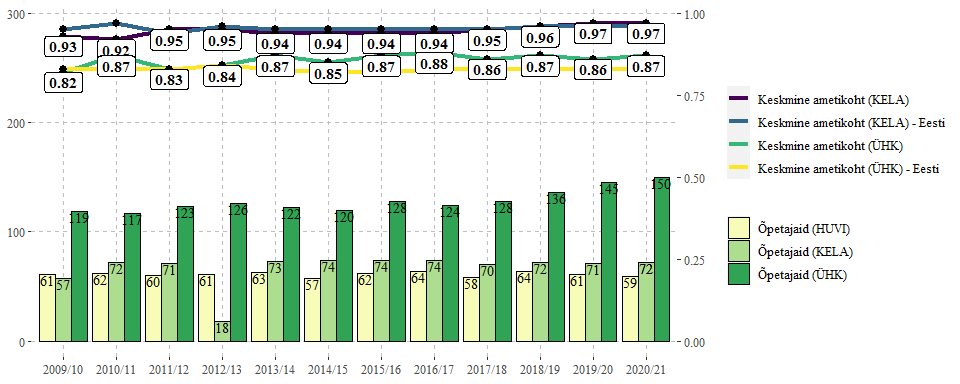 300
200
100
0
1.00
0.75
0.50
0.25
0.00
0.93 0.92 0.95 0.95 0.94 0.94 0.94 0.94 0.95 0.96 0.97 0.97
0.82 0.87 0.83 0.84 0.87 0.85 0.87 0.88 0.86 0.87 0.86 0.87
61 57 119 62 72 117 60 71 123 61 18 126 63 73 122 57 74 120 62 74 128 64 74 124 58 70 128 64 72 136 61 71 145 59 72 150
2009/10 2010/11 2011/12 2012/13 2013/14 2014/15 2015/16 2016/17 2017/18 2018/19 2019/20 2020/21
Keskmine ametikoht (KELA)
Keskmine ametikoht (KELA) - Eesti
Keskmine ametikoht (ÜHK)
Keskmine ametikoht (ÜHK) - Eesti
Õpetajaid (HUVI)
Õpetajaid (KELA)
Õpetajaid (ÜHK)